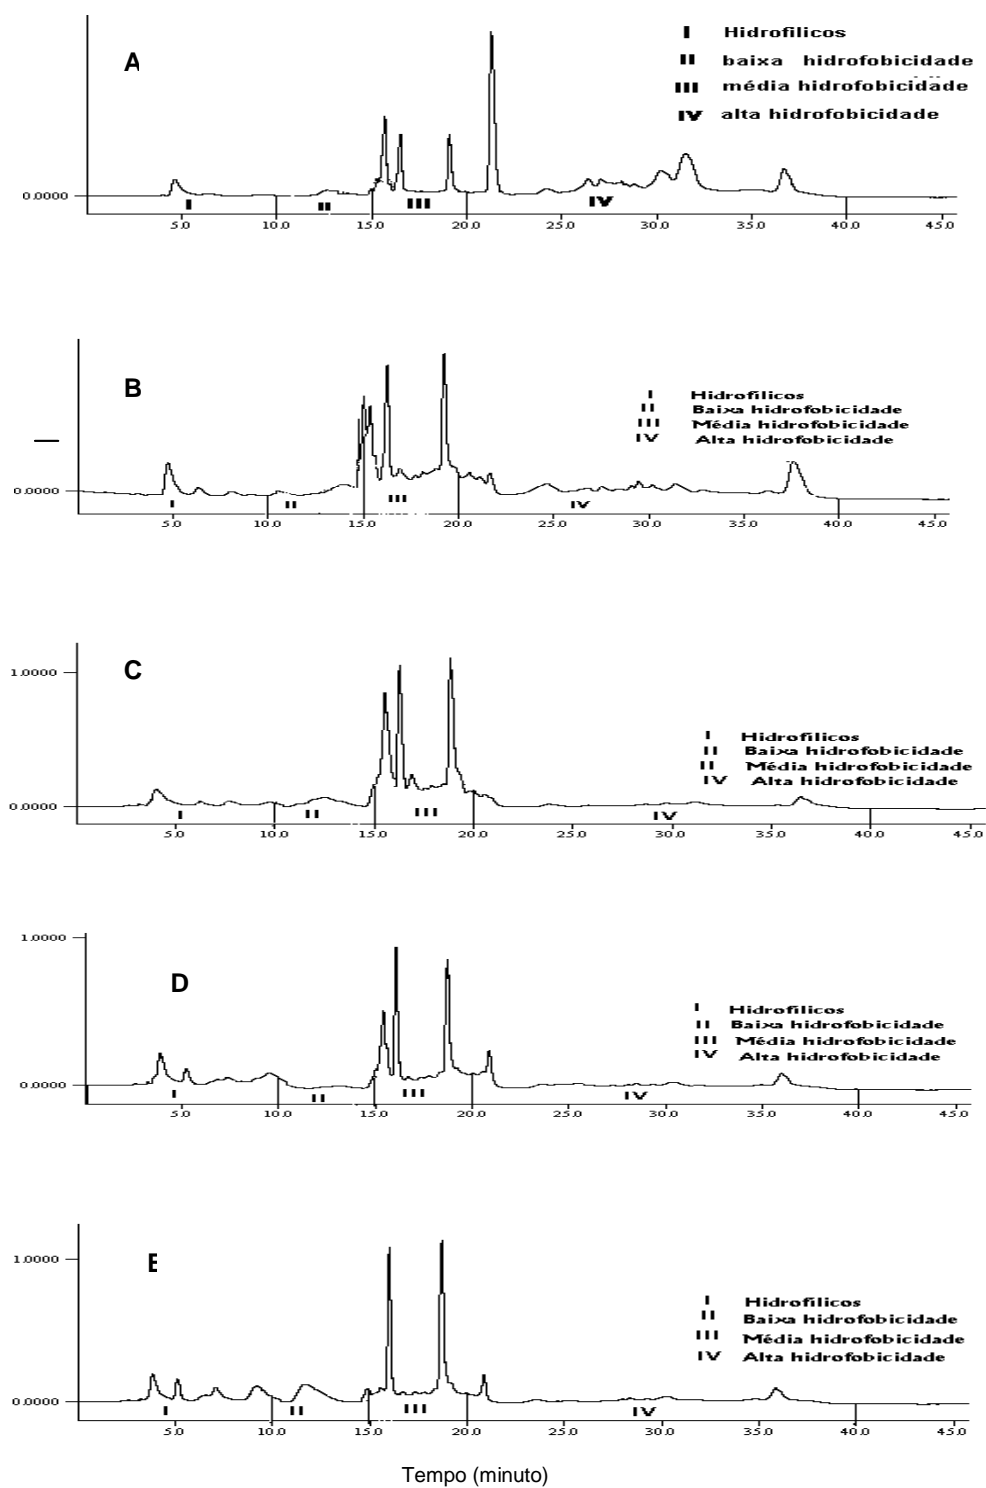 A
I Hidrofilicos
II baixa hidrofobicidade
III média hidrofobicidade
IV alta hidrofobicidade
0.0000
I II III IV
5.0 10.0 15.0 20.0 25.0 30.0 35.0 40.0 45.0
B
I Hidrofilicos
II Baixa hidrofobicidade
III Média hidrofobicidade
IV Alta hidrofobicidade
0.0000
I II III IV
5.0 10.0 15.0 20.0 25.0 30.0 35.0 40.0 45.0
1.0000
C
I Hidrofilicos
II Baixa hidrofobicidade
II Média hidrofobicidade
IV Alta hidrofobicidade
0.0000
I II III IV
5.0 10.0 15.0 20.0 25.0 30.0 35.0 40.0 45.0
1.0000
D
I Hidrofilicos
II Baixa hidrofobicidade
III Média hidrofobicidade
IV Alta hidrofobicidade
0.0000
I II III IV
5.0 10.0 15.0 20.0 25.0 30.0 35.0 40.0 45.0
1.0000
E
I Hidrofilicos
II Baixa hidrofobicidade
III Média hidrofobicidade
IV Alta hidrofobicidade
0.0000
I II III IV
5.0 10.0 15.0 20.0 25.0 30.0 35.0 40.0 45.0
Tempo (minuto)